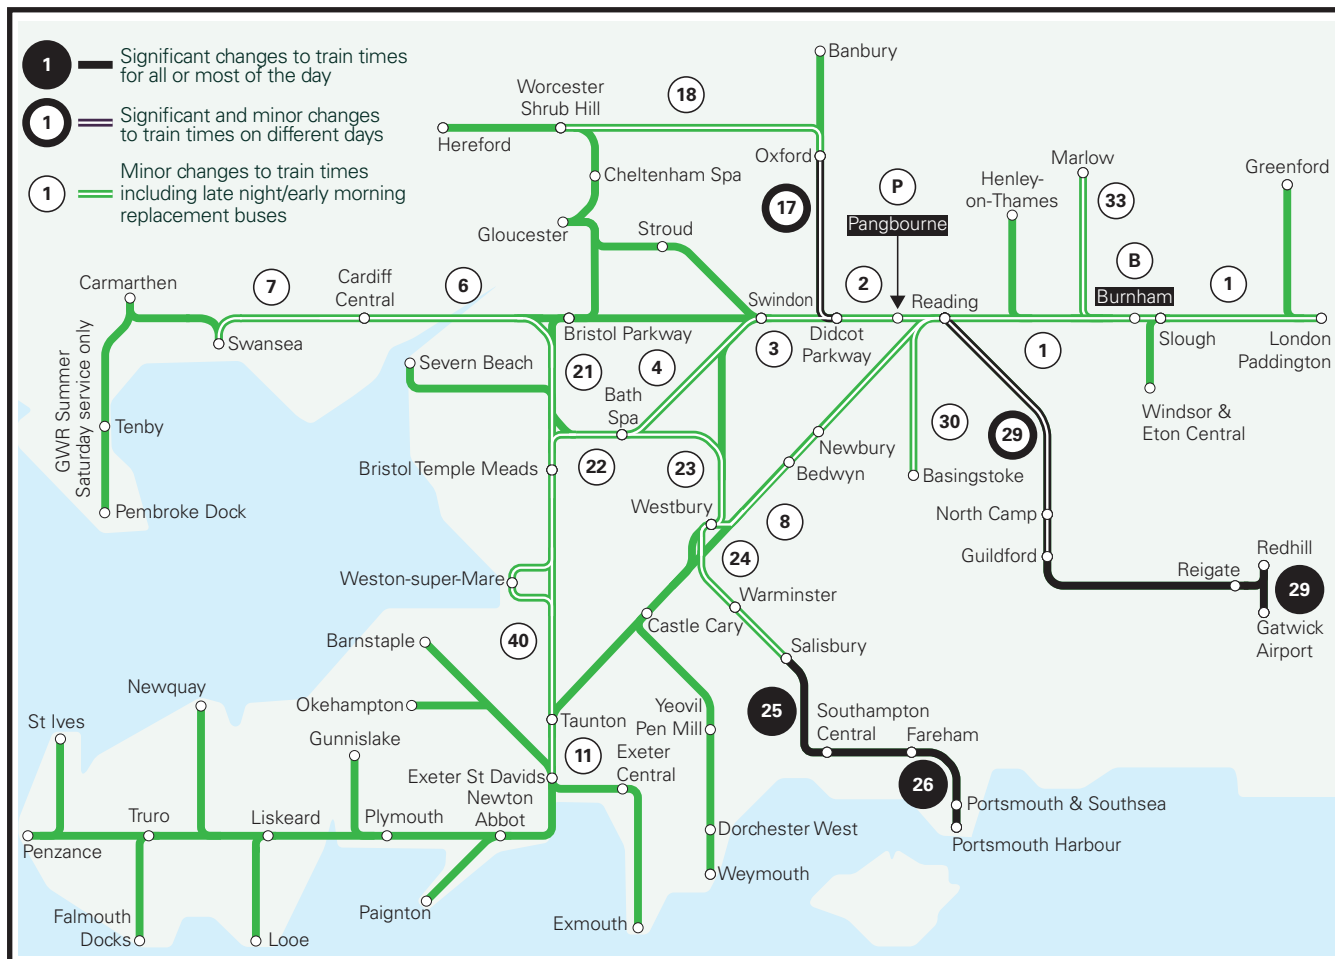 1
Significant changes to train times
for all or most of the day
1
Significant and minor changes
to train times on different days
1
Minor changes to train times
including late night/early morning
replacement buses
Banbury
18
Worcester
Shrub Hill
Hereford
Oxford
Cheltenham Spa
Marlow
Greenford
P
Henley-
on-Thames
33
17
Pangbourne
Gloucester
Stroud
B
Carmarthen
7
Cardiff
Central
6
2
Burnham
1
Swindon
Reading
Swansea
Bristol Parkway
Didcot
Parkway
Slough
London
Paddington
3
1
GWR Summer
Saturday service only
Severn Beach
21
4
Bath
Spa
Windsor &
Eton Central
Tenby
30
29
Newbury
Bristol Temple Meads
22
23
Bedwyn
Basingstoke
Pembroke Dock
Westbury
8
North Camp
24
Guildford
Redhill
Reigate
29
Weston-super-Mare
Warminster
Castle Cary
Gatwick
Airport
Barnstaple
40
Salisbury
Newquay
Okehampton
Yeovil
Pen Mill
25
Southampton
Central
Fareham
St Ives
Taunton
Gunnislake
11
Exeter
Central
Exeter St Davids
26
Newton
Abbot
Portsmouth & Southsea
Truro
Liskeard
Plymouth
Penzance
Dorchester West
Portsmouth Harbour
Weymouth
Falmouth
Docks
Looe
Paignton
Exmouth